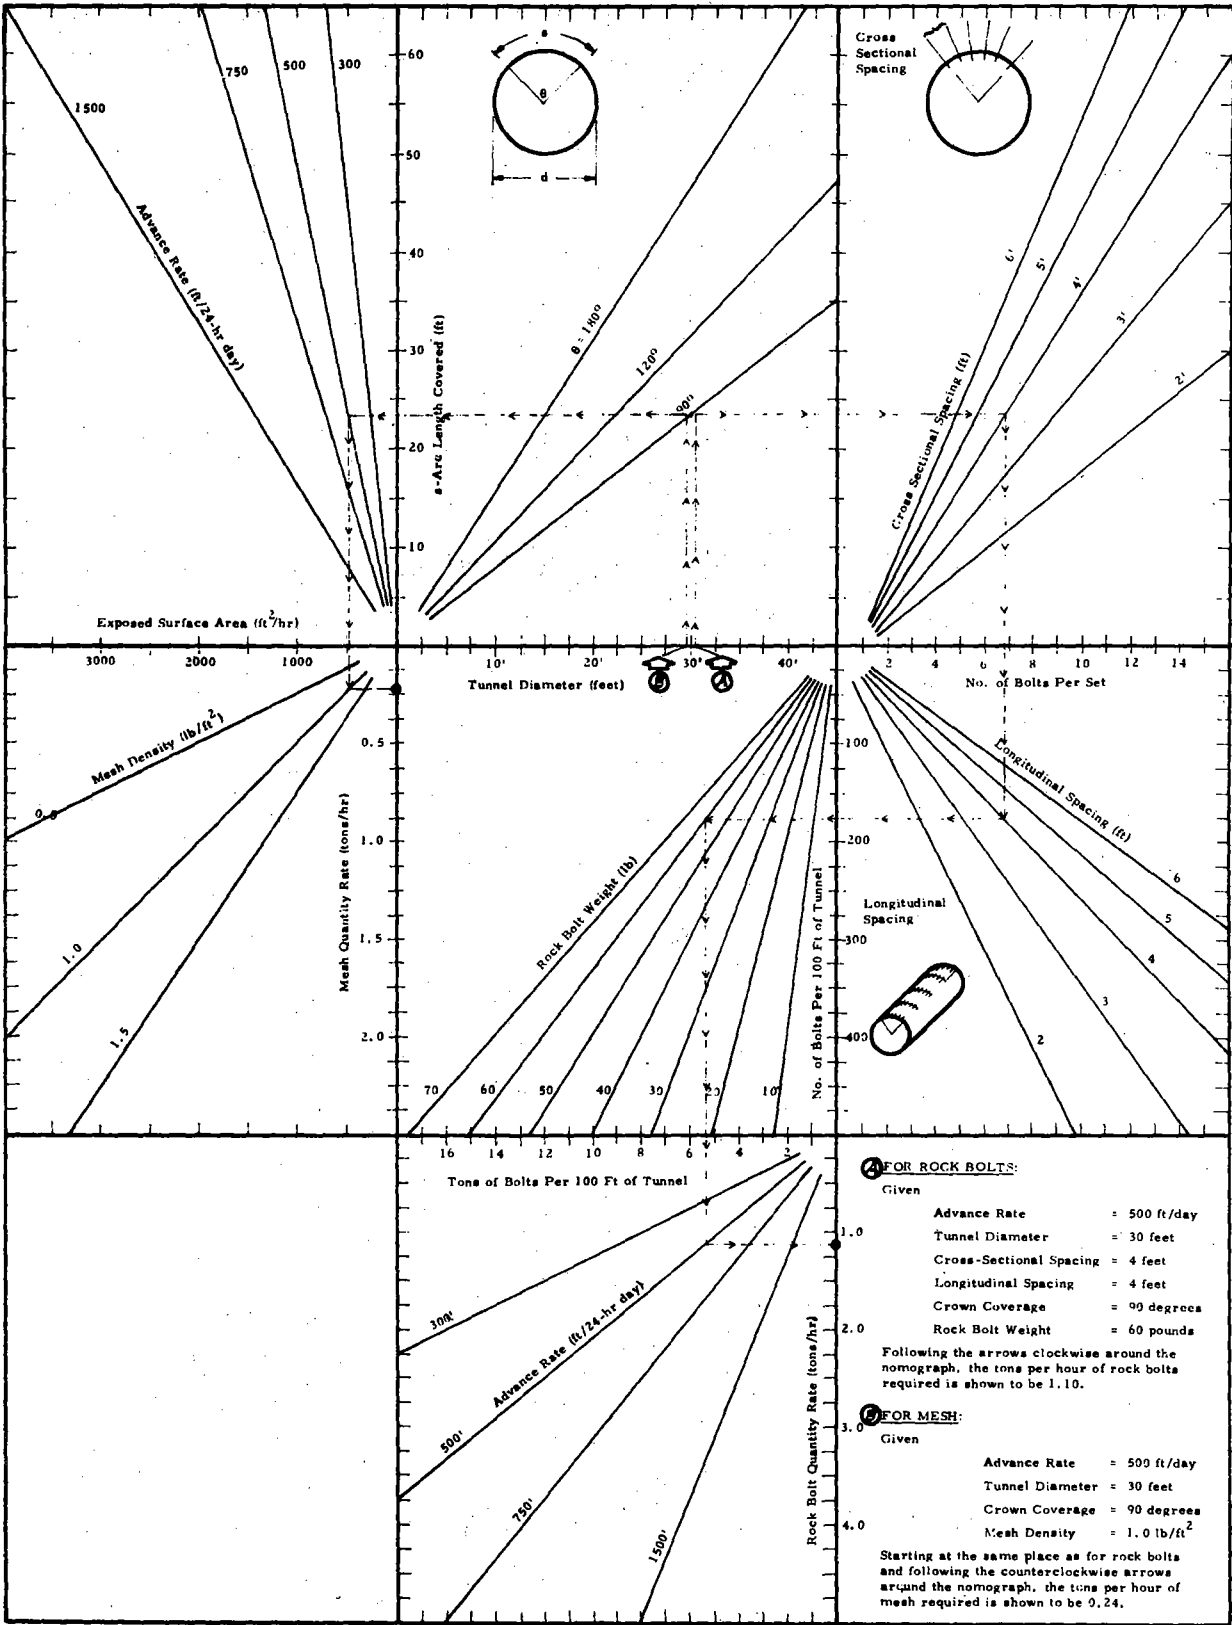 1500
750
500
300
Advance Rate (ft/24-hr day)
Exposed Surface Area (ft²/hr)
60
50
40
30
20
10
s-Arc Length Covered (ft)
s
θ
d
θ = 180°
120°
90°
Cross
Sectional
Spacing
6'
5'
4'
3'
2'
Cross Sectional Spacing (ft)
3000
2000
1000
Mesh Density (lb/ft²)
1.0
1.5
0.5
1.0
1.5
2.0
Mesh Quantity Rate (tons/hr)
10'
20'
30'
40'
Tunnel Diameter (feet)
B
A
Rock Bolt Weight (lb)
70
60
50
40
30
10
100
200
300
400
No. of Bolts Per 100 Ft of Tunnel
2
4
6
8
10
12
14
No. of Bolts Per Set
Longitudinal Spacing (ft)
6
5
4
3
2
Longitudinal
Spacing
16
14
12
10
8
6
4
2
Tons of Bolts Per 100 Ft of Tunnel
300'
500'
750'
1500'
Advance Rate (ft/24-hr day)
1.0
2.0
3.0
4.0
Rock Bolt Quantity Rate (tons/hr)
A FOR ROCK BOLTS:
Given
Advance Rate = 500 ft/day
Tunnel Diameter = 30 feet
Cross-Sectional Spacing = 4 feet
Longitudinal Spacing = 4 feet
Crown Coverage = 90 degrees
Rock Bolt Weight = 60 pounds
Following the arrows clockwise around the
nomograph, the tons per hour of rock bolts
required is shown to be 1.10.
B FOR MESH:
Given
Advance Rate = 500 ft/day
Tunnel Diameter = 30 feet
Crown Coverage = 90 degrees
Mesh Density = 1.0 lb/ft²
Starting at the same place as for rock bolts
and following the counterclockwise arrows
around the nomograph, the tons per hour of
mesh required is shown to be 0.24.